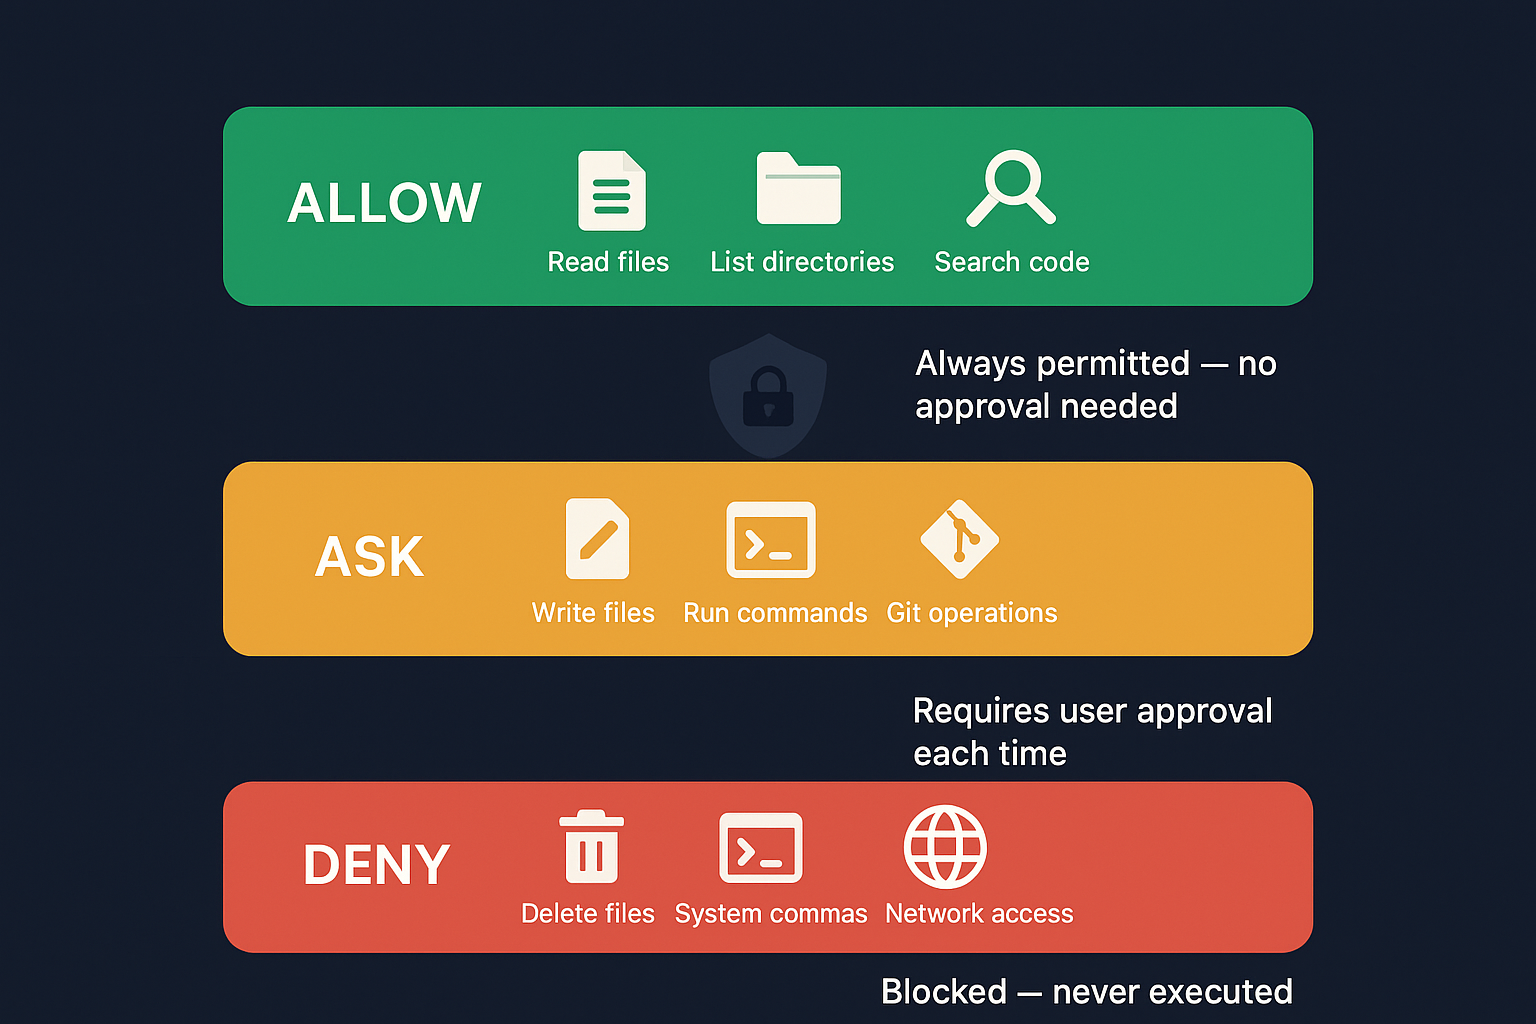 ALLOW
Read files
List directories
Search code
Always permitted — no
approval needed
ASK
Write files
Run commands
Git operations
Requires user approval
each time
DENY
Delete files
System commas
Network access
Blocked — never executed